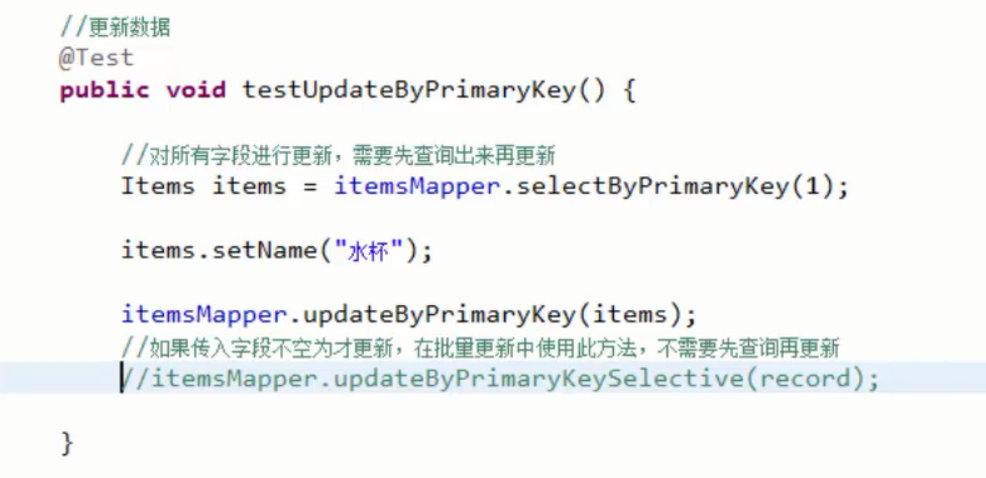 //更新数据
@Test
public void testUpdateByPrimaryKey() {
//对所有字段进行更新，需要先查询出来再更新
Items items = itemsMapper.selectByPrimaryKey(1);
items.setName("水杯");
itemsMapper.updateByPrimaryKey(items);
//如果传入字段不空为才更新，在批量更新中使用此方法，不需要先查询再更新
//itemsMapper.updateByPrimaryKeySelective(record);
}